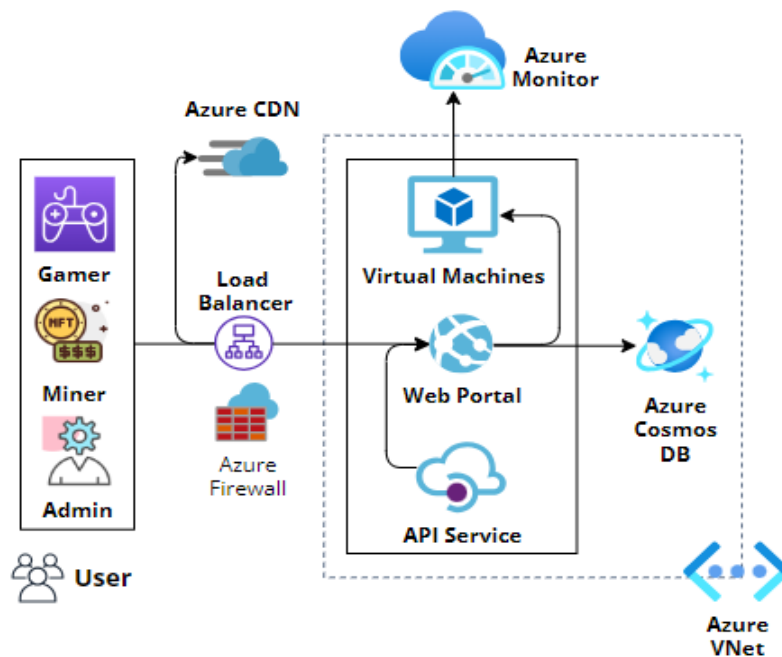 Azure
Monitor
Azure CDN
Gamer
Virtual Machines
Load
Balancer
MFT
$$$
Miner
Web Portal
Azure
Cosmos
DB
Azure
Firewall
Admin
API Service
User
Azure
VNet